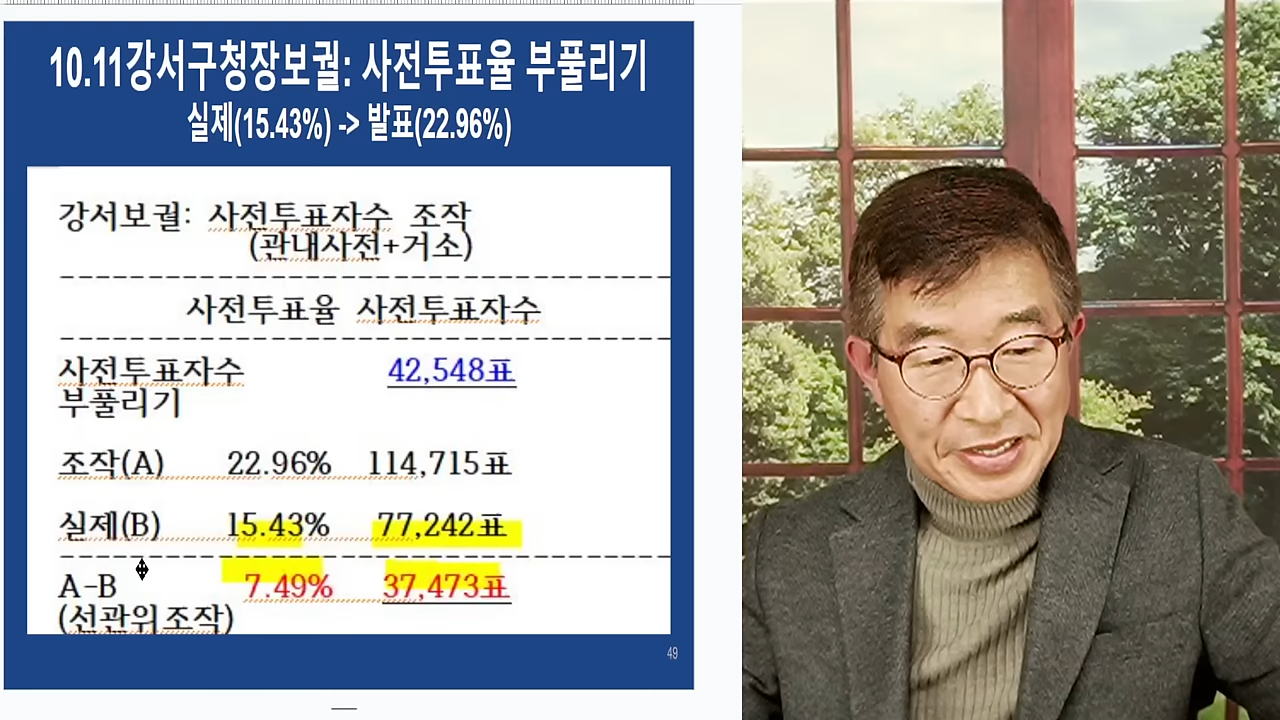 10.11강서구청장보궐: 사전투표율 부풀리기
실제(15.43%) -> 발표(22.96%)
강서보궐: 사전투표자수 조작
(관내사전+거소)
사전투표율 사전투표자수
사전투표자수 42,548표
부풀리기
조작(A) 22.96% 114,715표
실제(B) 15.43% 77,242표
A-B 7.49% 37,473표
(선관위조작)
49